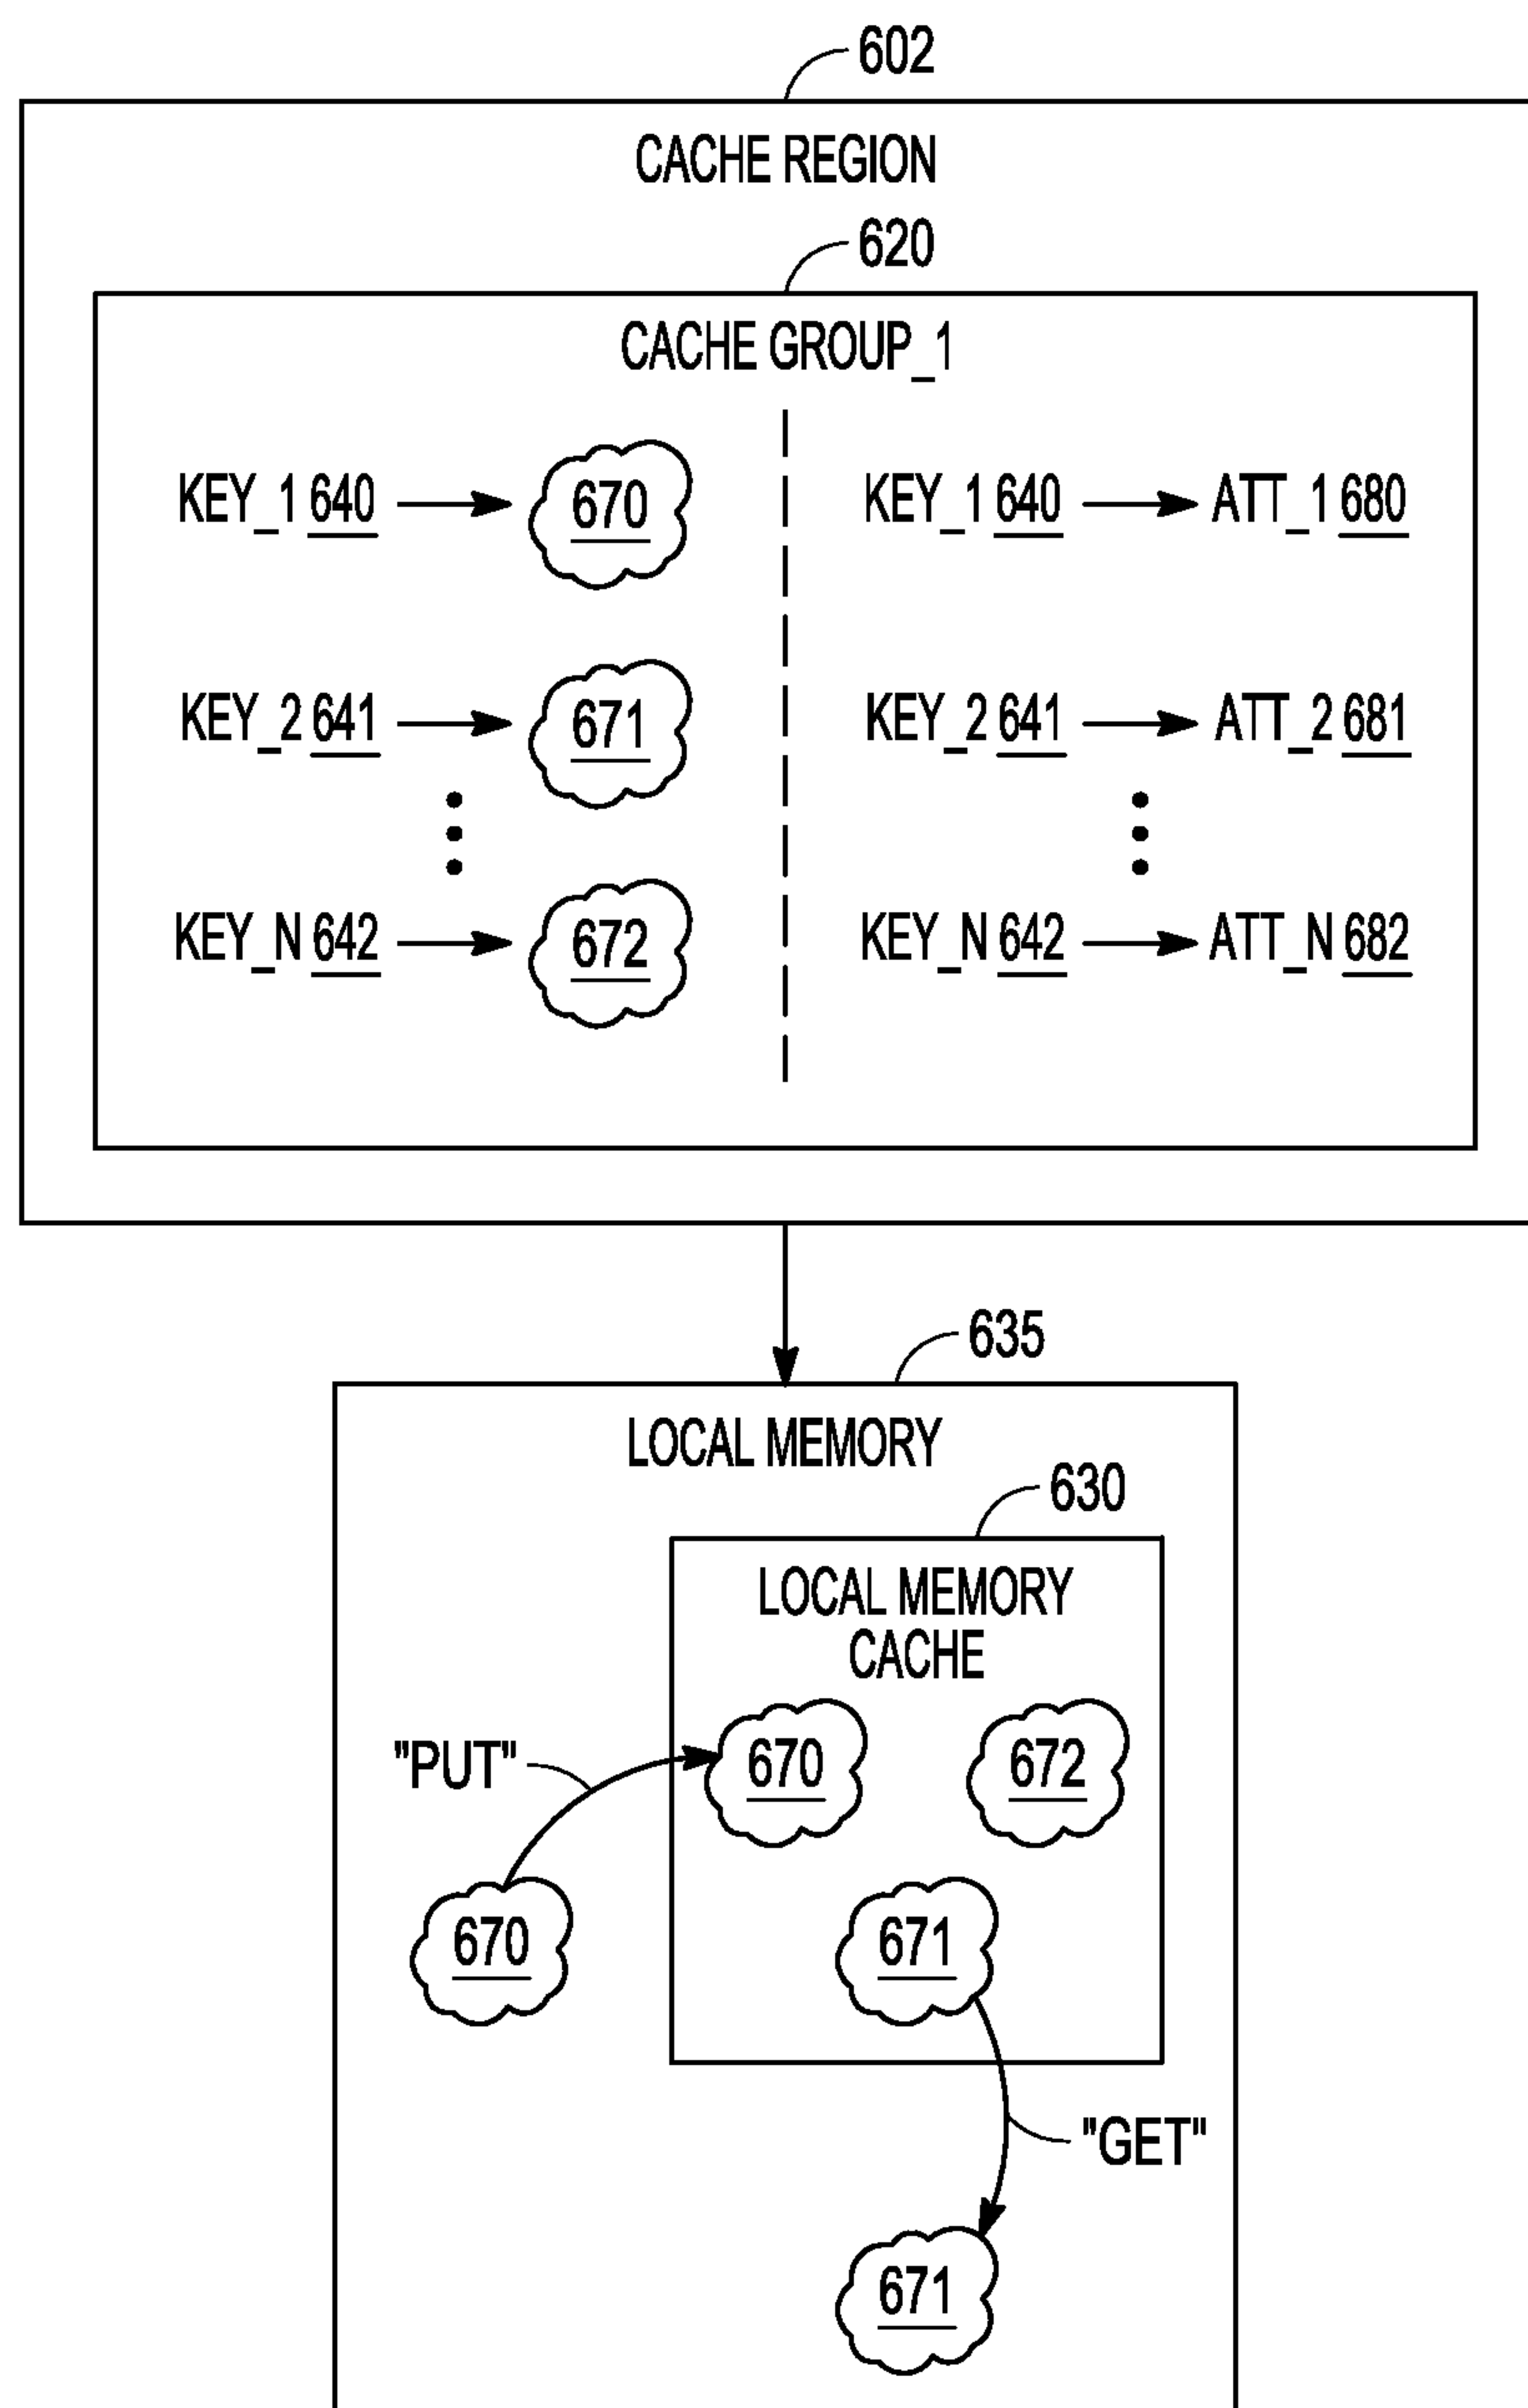 602
CACHE REGION
620
CACHE GROUP_1
KEY_1 640 670 KEY_1 640 ATT_1 680
KEY_2 641 671 KEY_2 641 ATT_2 681
KEY_N 642 672 KEY_N 642 ATT_N 682
635
LOCAL MEMORY
630
LOCAL MEMORY
CACHE
"PUT" 670 672
670 671
"GET"
671